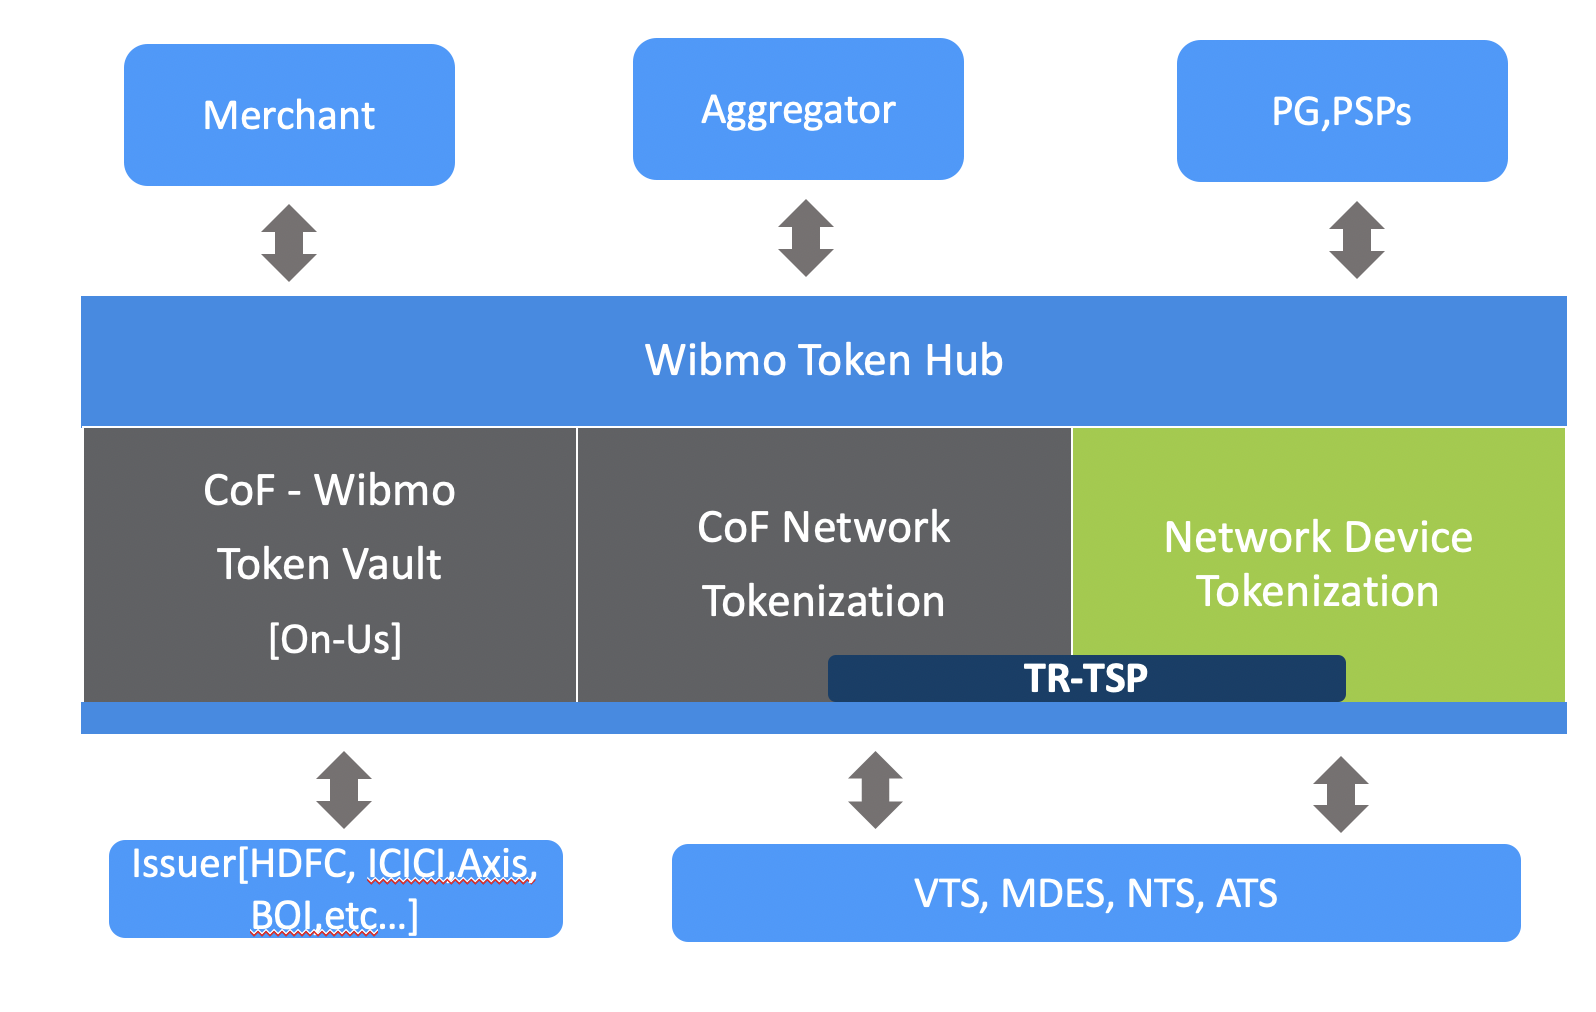 Merchant
Aggregator
PG,PSPs
Wibmo Token Hub
CoF - Wibmo
Token Vault
[On-Us]
CoF Network
Tokenization
Network Device
Tokenization
TR-TSP
Issuer[HDFC, ICICI,Axis,
BOI,etc...]
VTS, MDES, NTS, ATS